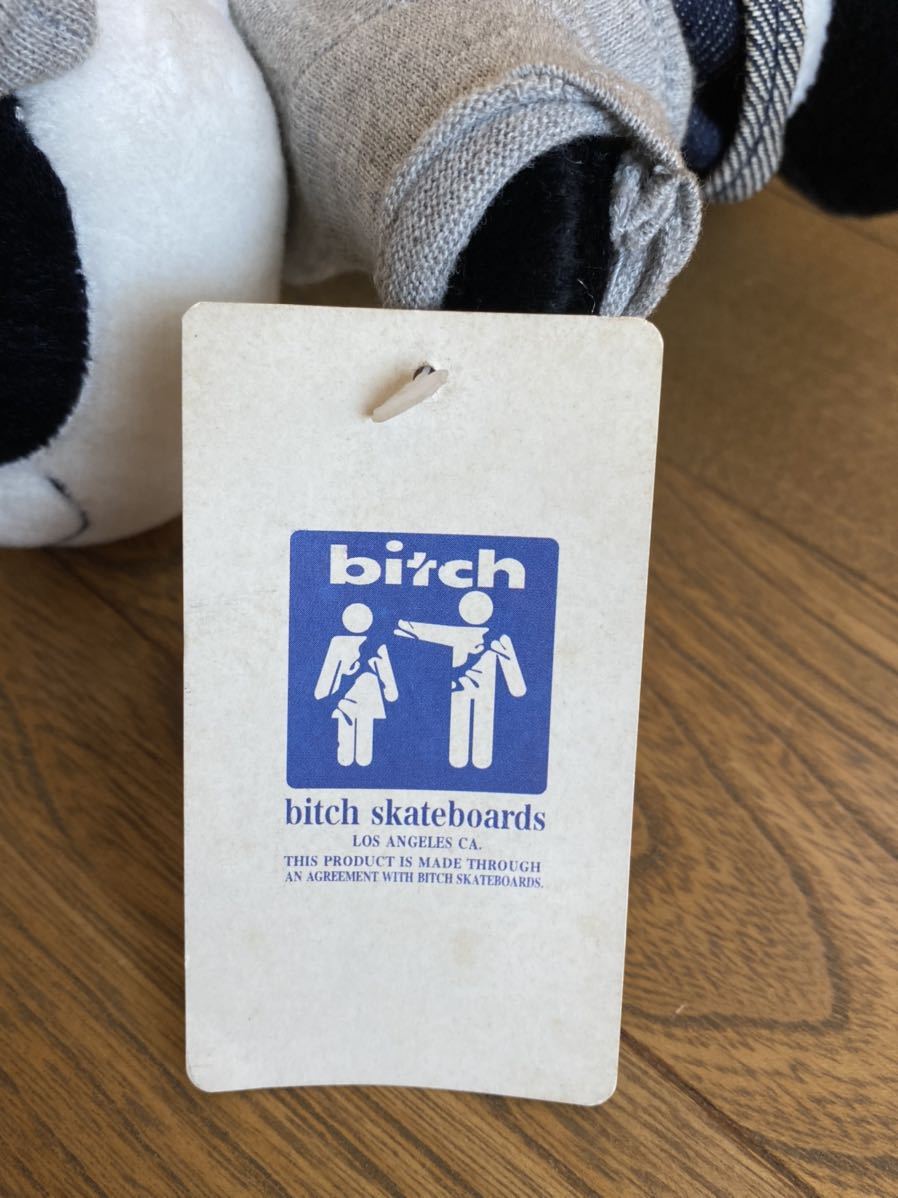 bitch
bitch skateboards
LOS ANGELES CA.
THIS PRODUCT IS MADE THROUGH
AN AGREEMENT WITH BITCH SKATEBOARDS.